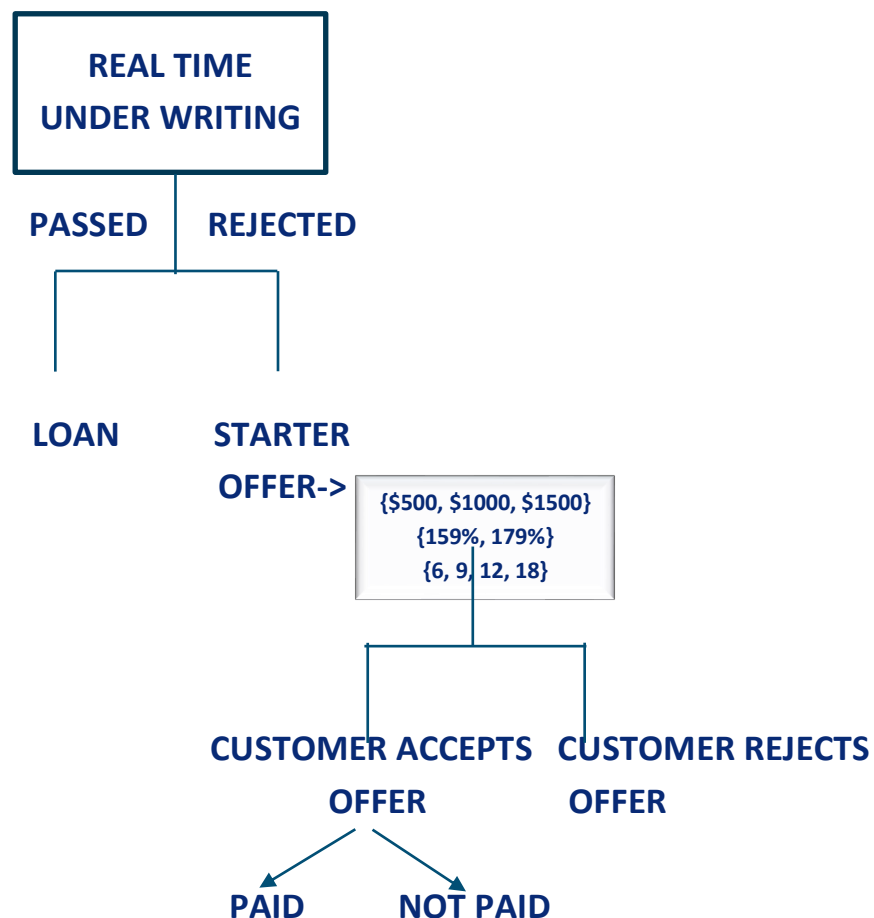 REAL TIME
UNDER WRITING
PASSED REJECTED
LOAN STARTER
OFFER->
{$500, $1000, $1500}
{159%, 179%}
{6, 9, 12, 18}
CUSTOMER ACCEPTS CUSTOMER REJECTS
OFFER OFFER
PAID NOT PAID